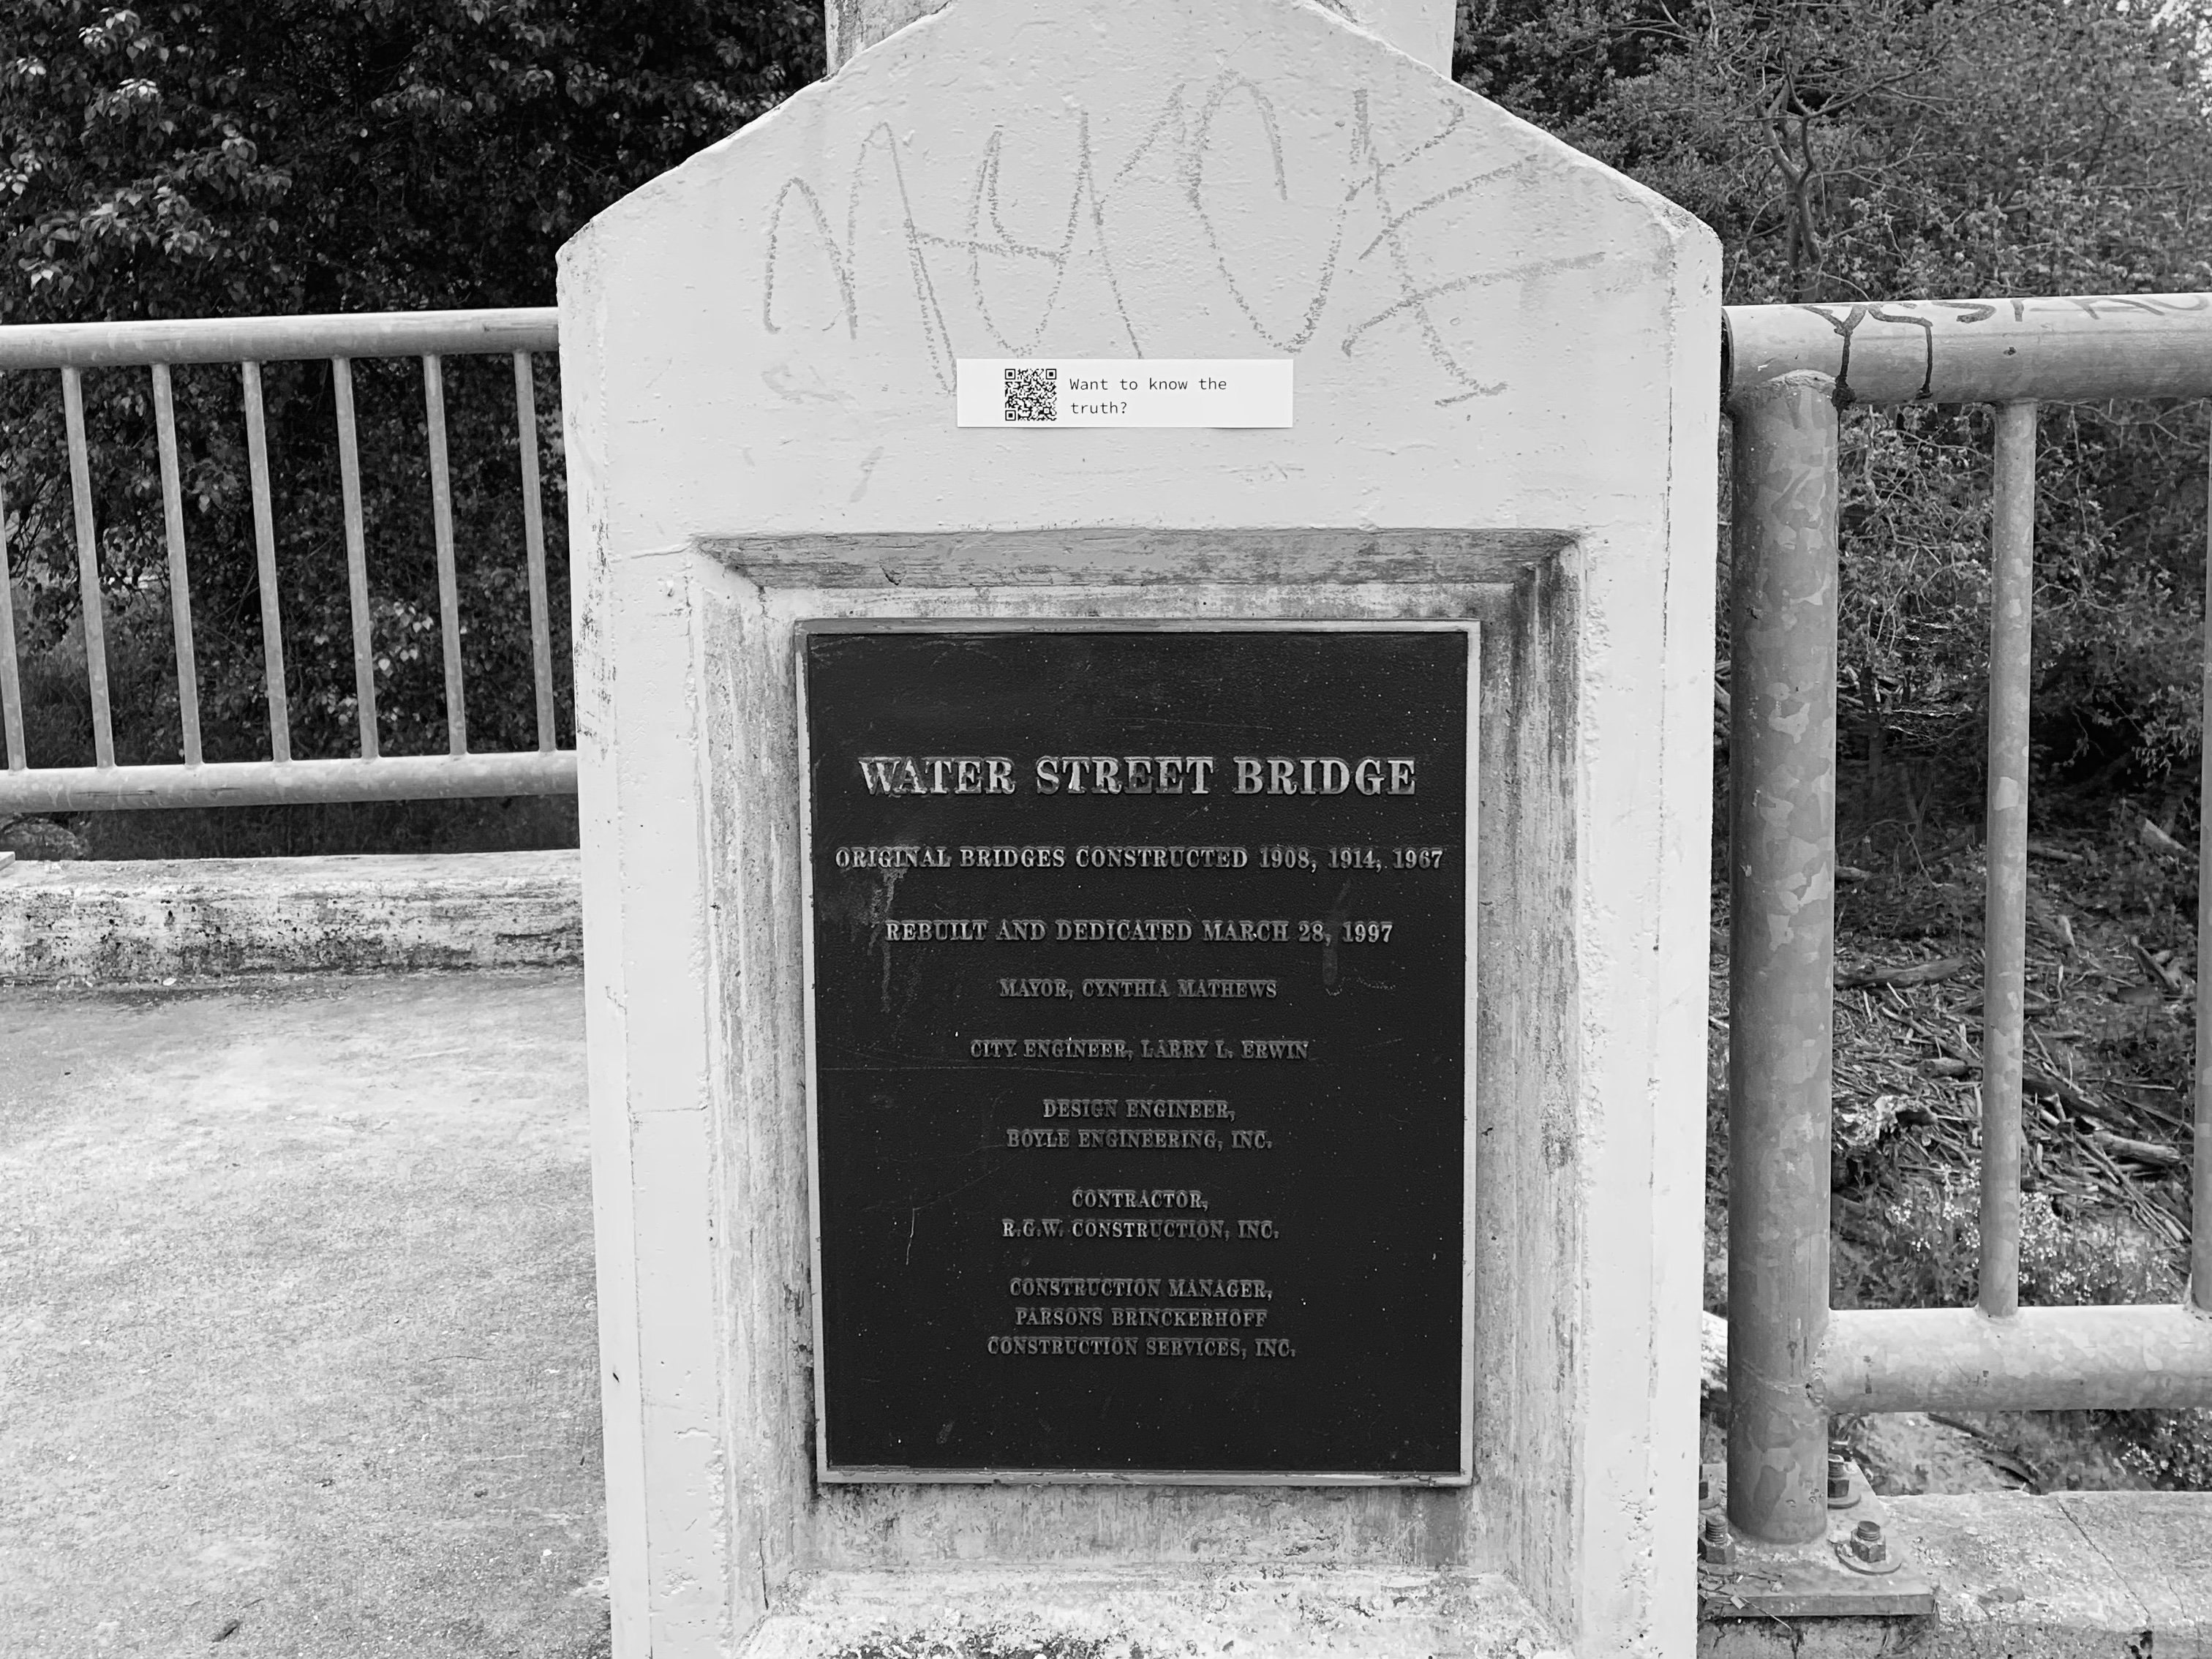 Want to know the
truth?
WATER STREET BRIDGE
ORIGINAL BRIDGES CONSTRUCTED 1908, 1914, 1967
REBUILT AND DEDICATED MARCH 28, 1997
MAYOR, CYNTHIA MATHEWS
CITY ENGINEER, LARRY L. ERWIN
DESIGN ENGINEER,
BOYLE ENGINEERING, INC.
CONTRACTOR,
R.G.W. CONSTRUCTION, INC.
CONSTRUCTION MANAGER,
PARSONS BRINCKERHOFF
CONSTRUCTION SERVICES, INC.